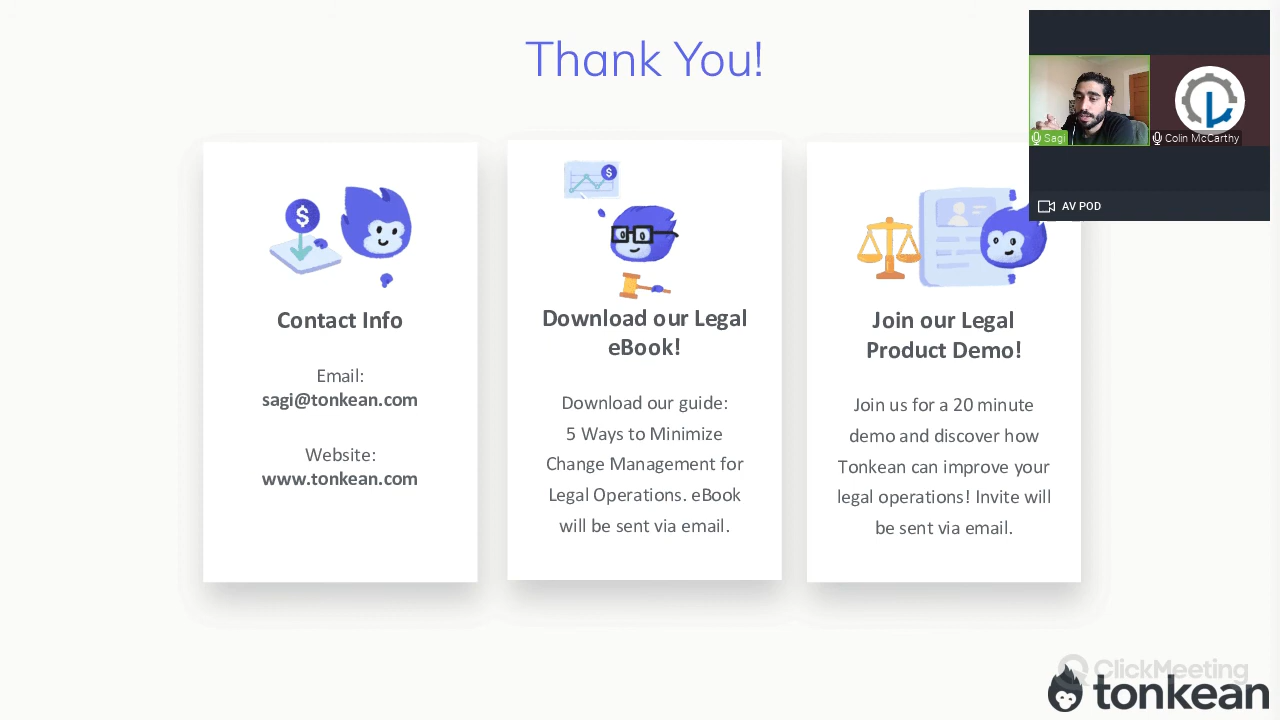 Thank You!
Sagi
Colin McCarthy
AV POD
$
Contact Info
Email:
sagi@tonkean.com
Website:
www.tonkean.com
$
Download our Legal
eBook!
Download our guide:
5 Ways to Minimize
Change Management for
Legal Operations. eBook
will be sent via email.
Join our Legal
Product Demo!
Join us for a 20 minute
demo and discover how
Tonkean can improve your
legal operations! Invite will
be sent via email.
ClickMeeting
tonkean